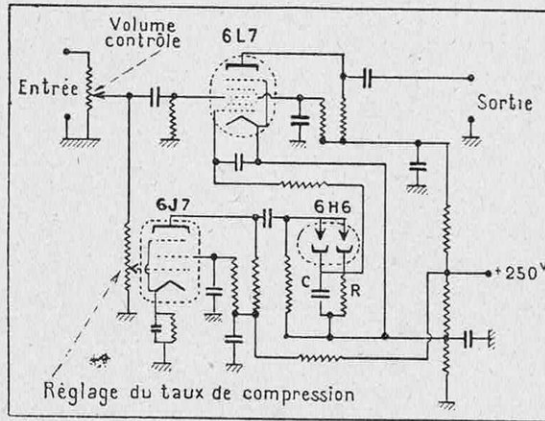 Volume
contrôle
6L7
Entrée
Sortie
6J7
6H6
C
R
+250V
Réglage du taux de compression